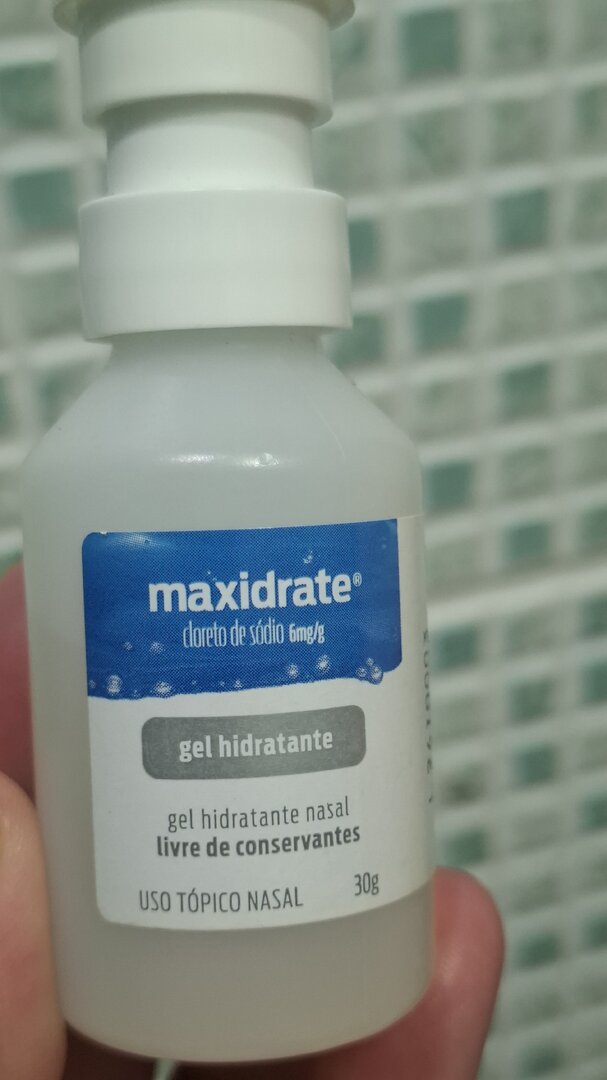 maxidrate®
cloreto de sódio 6mg/g
gel hidratante
gel hidratante nasal
livre de conservantes
USO TÓPICO NASAL 30g